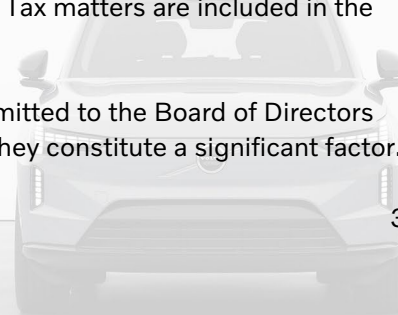 Tax matters are included in the
mitted to the Board of Directors
hey constitute a significant factor.
3